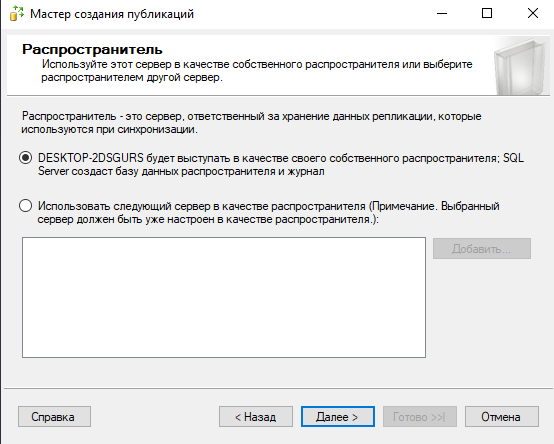 Мастер создания публикаций
Распространитель
Используйте этот сервер в качестве собственного распространителя или выберите
распространителем другой сервер.
Распространитель - это сервер, ответственный за хранение данных репликации, которые
используются при синхронизации.
DESKTOP-2DSGURS будет выступать в качестве своего собственного распространителя; SQL
Server создаст базу данных распространителя и журнал
Использовать следующий сервер в качестве распространителя (Примечание. Выбранный
сервер должен быть уже настроен в качестве распространителя.):
Добавить...
Справка
< Назад
Далее >
Готово >>|
Отмена